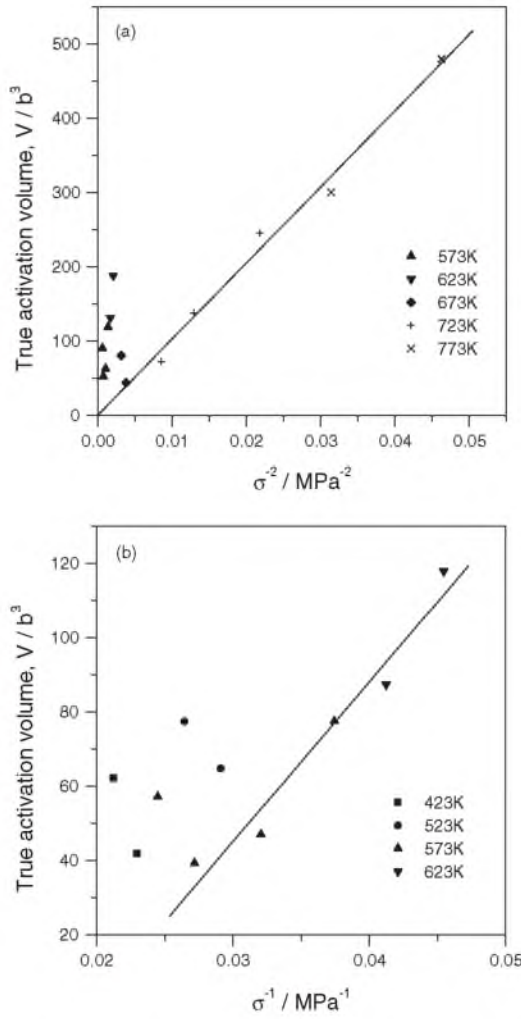 (a)
500
400
300
200
100
0
True activation volume, V / b³
573K
623K
673K
723K
773K
0.00
0.01
0.02
0.03
0.04
0.05
σ⁻² / MPa⁻²
(b)
120
100
80
60
40
20
True activation volume, V / b³
423K
523K
573K
623K
0.02
0.03
0.04
0.05
σ⁻¹ / MPa⁻¹